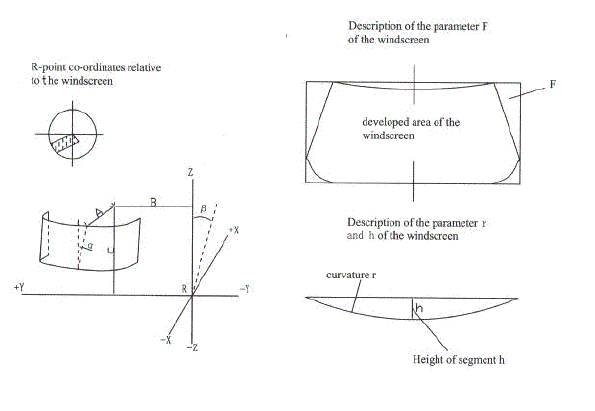 Description of the parameter F
of the windscreen
R-point co-ordinates relative
to the windscreen
F
developed area of the
windscreen
Z
A
B
β
+X
α
C
+Y
R
-Y
-X
-Z
Description of the parameter r
and h of the windscreen
curvature r
h
Height of segment h